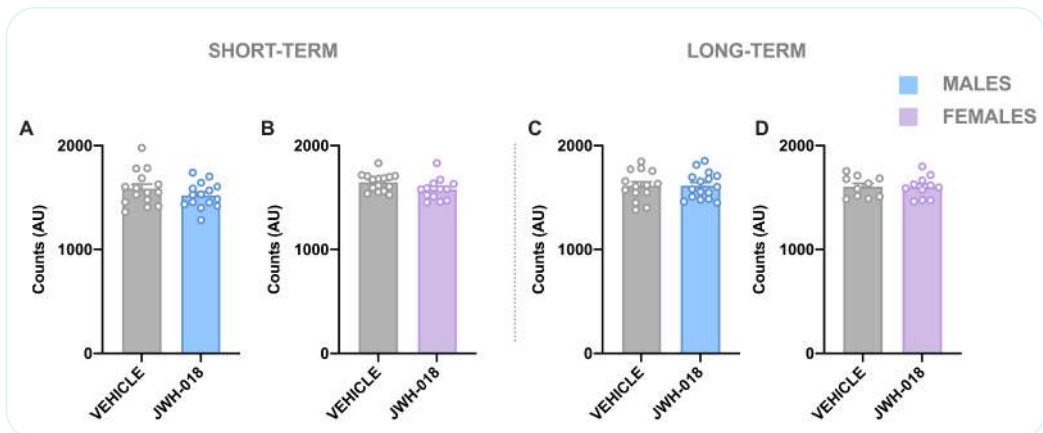 SHORT-TERM
LONG-TERM
MALES
FEMALES
A
Counts (AU)
2000
1000
0
VEHICLE
JWH-018
B
Counts (AU)
2000
1000
0
VEHICLE
JWH-018
C
Counts (AU)
2000
1000
0
VEHICLE
JWH-018
D
Counts (AU)
2000
1000
0
VEHICLE
JWH-018